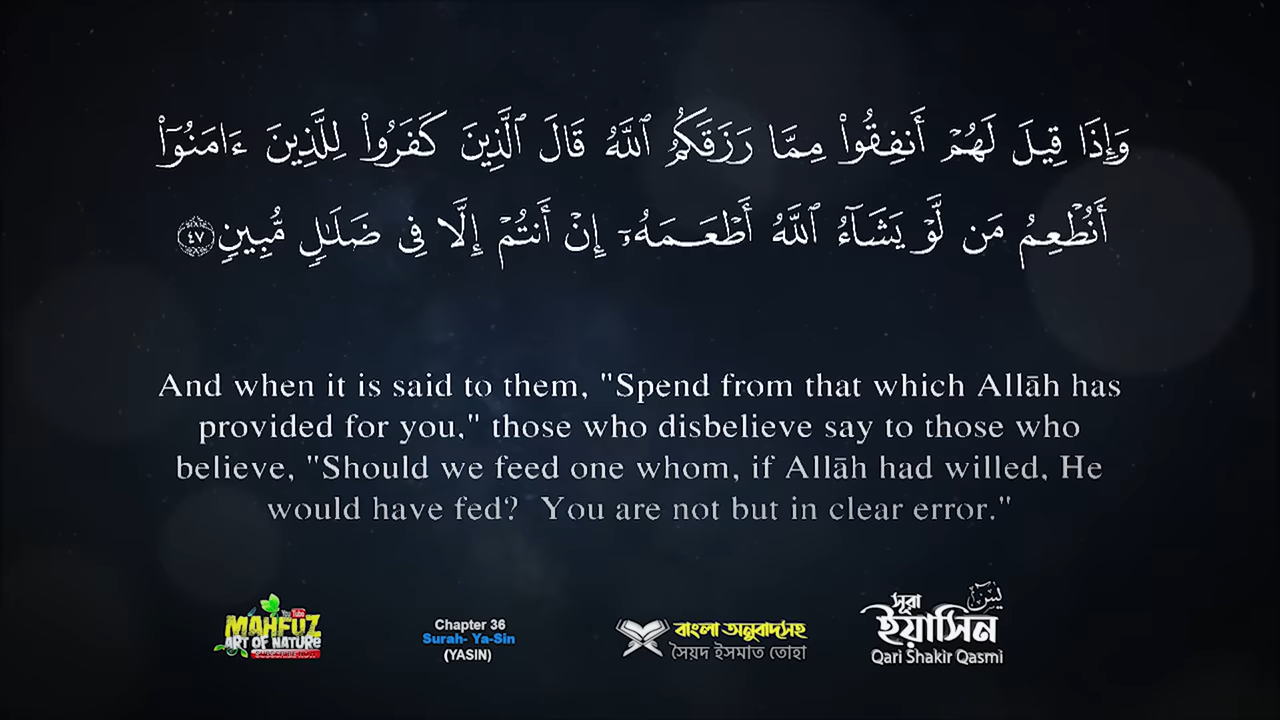 وَإِذَا قِيلَ لَهُمْ أَنفِقُوا۟ مِمَّا رَزَقَكُمُ ٱللَّهُ قَالَ ٱلَّذِينَ كَفَرُوا۟ لِلَّذِينَ ءَامَنُوٓا۟
أَنُطْعِمُ مَن لَّوْ يَشَآءُ ٱللَّهُ أَطْعَمَهُۥٓ إِنْ أَنتُمْ إِلَّا فِى ضَلَـٰلٍ مُّبِينٍ ٤٧
And when it is said to them, "Spend from that which Allāh has
provided for you," those who disbelieve say to those who
believe, "Should we feed one whom, if Allāh had willed, He
would have fed?  You are not but in clear error."
You Tube
MAHFUZ
ART OF NATURE
Chapter 36
Surah- Ya-Sin
(YASIN)
বাংলা অনুবাদসহ
সৈয়দ ইসমাত তোহা
يس
সূরা
ইয়াসিন
Qari Shakir Qasmi